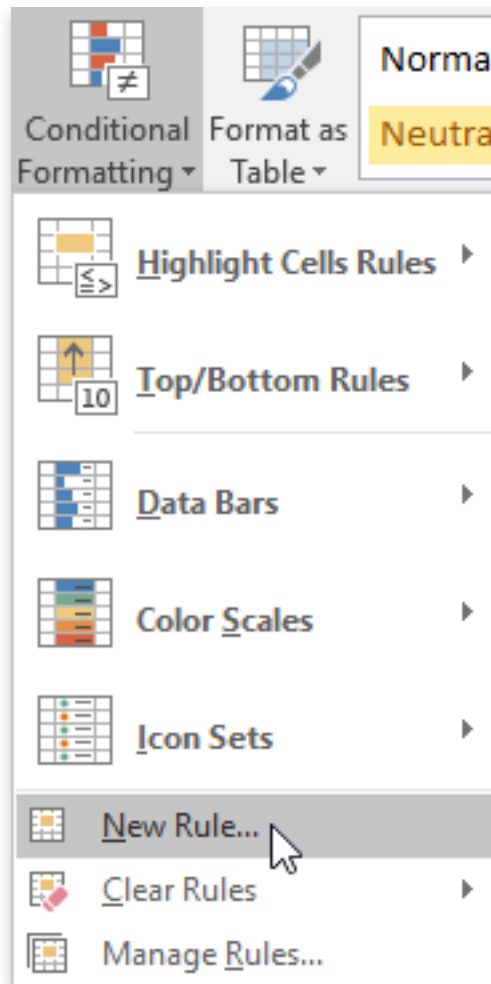 Conditional Formatting
Format as Table
Norma
Neutra
≠
Highlight Cells Rules
≤ >
Top/Bottom Rules
10
Data Bars
Color Scales
Icon Sets
New Rule...
Clear Rules
Manage Rules...